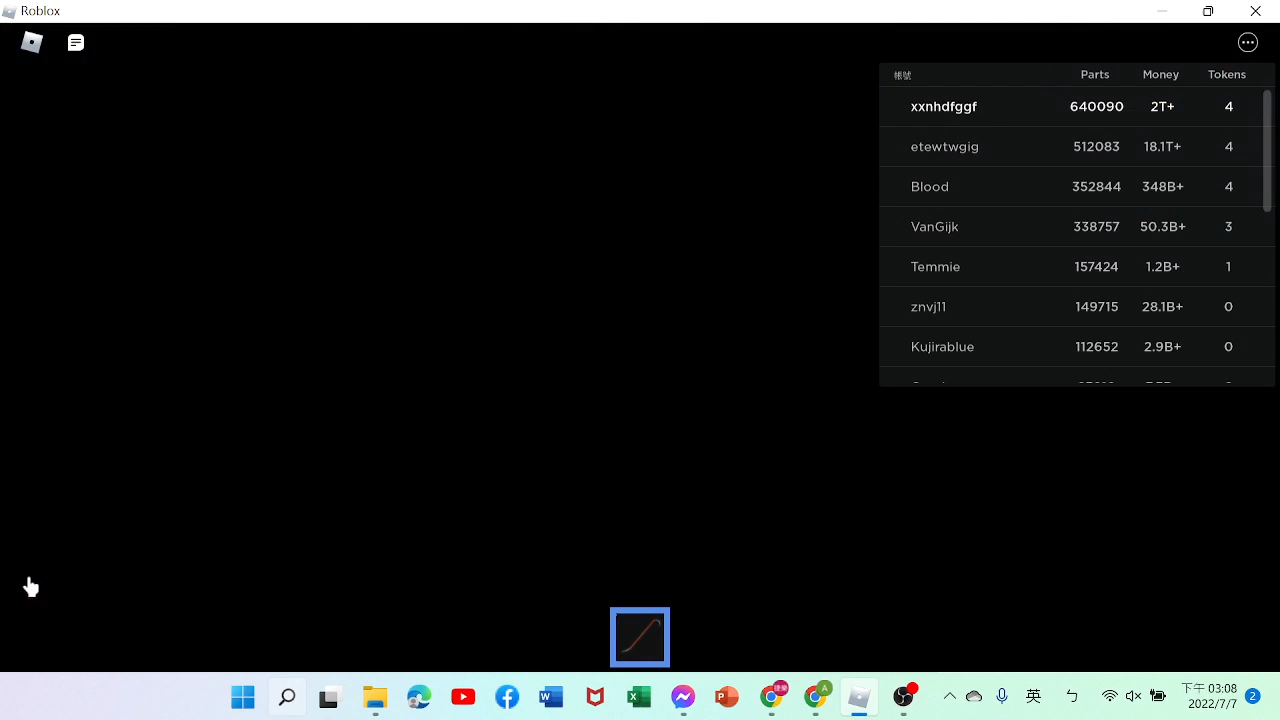 Roblox
帳號 Parts Money Tokens
xxnhdfggf 640090 2T+ 4
etewtwgig 512083 18.1T+ 4
Blood 352844 348B+ 4
VanGijk 338757 50.3B+ 3
Temmie 157424 1.2B+ 1
znvj11 149715 28.1B+ 0
Kujirablue 112652 2.9B+ 0
英 ㄅ 下午 03:08
2022/7/7 2